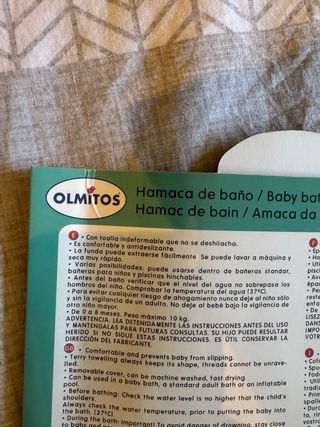 OLMITOS
Hamaca de baño / Baby bat
Hamac de bain / Amaca da
E
• Con toalla indeformable que no se deshilacha.
• Es confortable y antideslizante.
• La funda puede extraerse fácilmente. Se puede lavar a máquina y
seca muy rápido.
• Varias posibilidades: puede usarse dentro de bañeras standar,
bañeras para niños y piscinas hinchables.
• Antes del baño verificar que el nivel del agua no sobrepasa los
hombros del niño. Comprobar la temperatura del agua (37ºC).
• Para evitar cualquier riesgo de ahogamiento nunca deje al niño sólo
y sin la vigilancia de un adulto. No deje al bebé bajo la vigilancia de
otro niño mayor.
• De 0 a 8 meses. Peso máximo 10 kg.
ADVERTENCIA: LEA DETENIDAMENTE LAS INSTRUCCIONES ANTES DEL USO
Y MANTENGALAS PARA FUTURAS CONSULTAS. SU HIJO PUEDE RESULTAR
HERIDO SI NO SIGUE ESTAS INSTRUCCIONES. ES ÚTIL CONSERVAR LA
DIRECCIÓN DEL FABRICANTE.
GB
• Comfortable and prevents baby from slipping.
• Terry towelling always keeps its shape, threads cannot be unrave-
lled.
• Removable cover, can be machine washed, fast drying.
• Can be used in a baby bath, a standard adult bath or an inflatable
pool.
• Before bathing: Check the water level is no higher that the child's
shoulders.
Always check the water temperature, prior to putting the baby into
the bath. (37ºC).
• During the bath: Important! To avoid danger of drowning, stay close